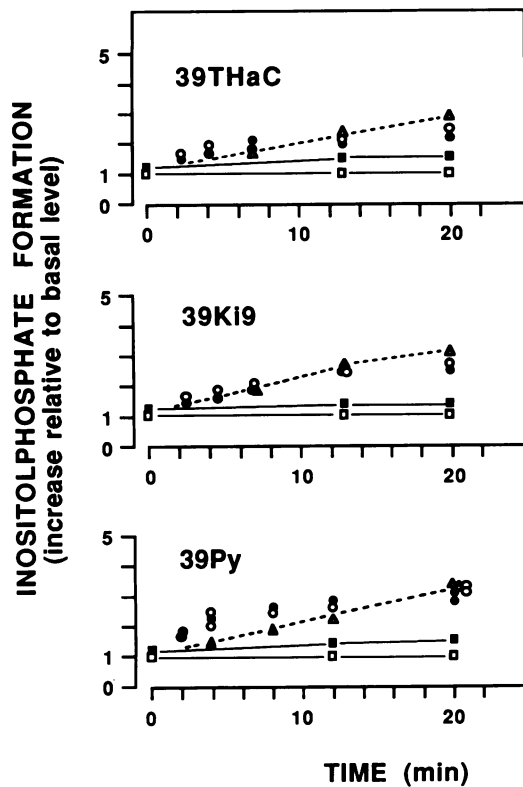 INOSITOLPHOSPHATE FORMATION
(increase relative to basal level)
39THaC
5
1
0
0 10 20
39Ki9
5
1
0
0 10 20
39Py
5
1
0
0 10 20
TIME (min)